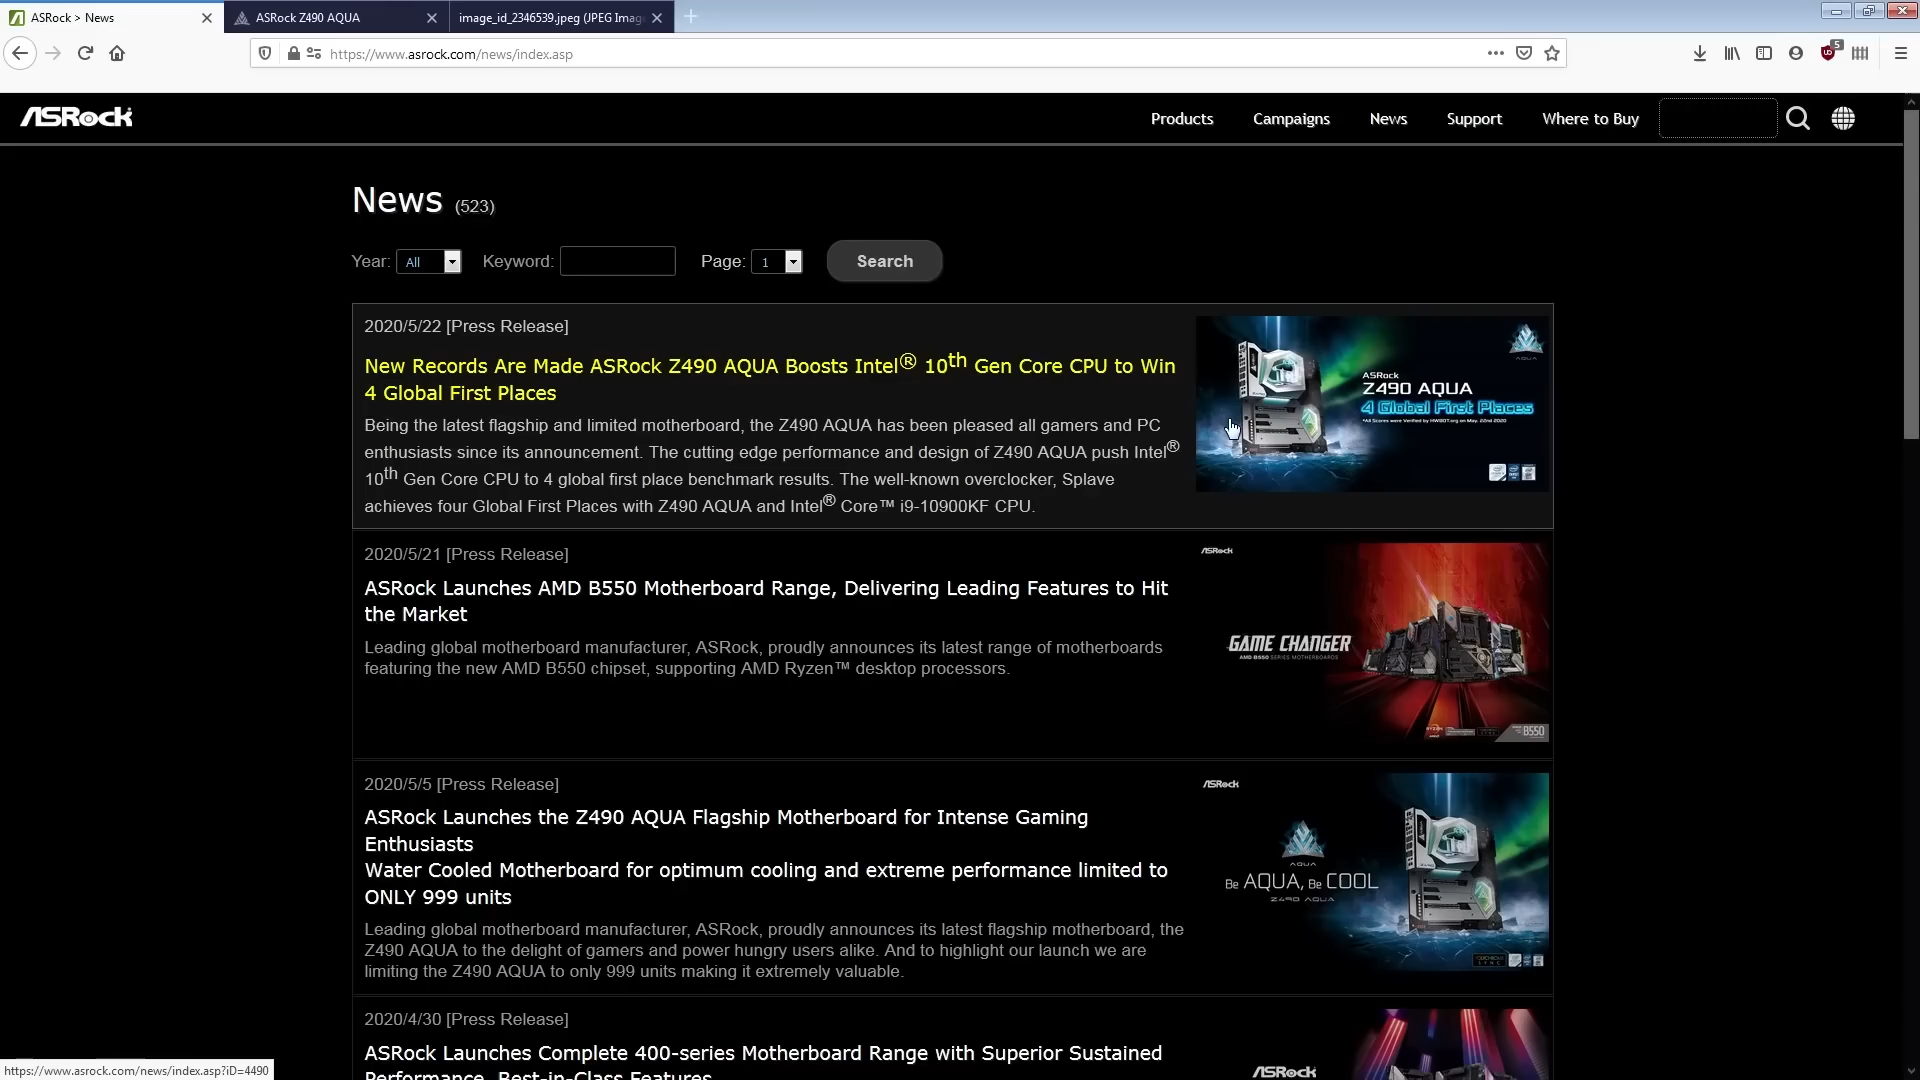 ASRock > News
ASRock Z490 AQUA
image_id_2346539.jpeg (JPEG Imag
https://www.asrock.com/news/index.asp
5
ASRock
Products
Campaigns
News
Support
Where to Buy
News (523)
Year: All
Keyword:
Page: 1
Search
2020/5/22 [Press Release]
New Records Are Made ASRock Z490 AQUA Boosts Intel® 10th Gen Core CPU to Win
4 Global First Places
Being the latest flagship and limited motherboard, the Z490 AQUA has been pleased all gamers and PC
enthusiasts since its announcement. The cutting edge performance and design of Z490 AQUA push Intel®
10th Gen Core CPU to 4 global first place benchmark results. The well-known overclocker, Splave
achieves four Global First Places with Z490 AQUA and Intel® Core™ i9-10900KF CPU.
AQUA
ASRock
Z490 AQUA
4 Global First Places
*All Scores were Verified by HWBOT.org on May. 22nd 2020
2020/5/21 [Press Release]
ASRock Launches AMD B550 Motherboard Range, Delivering Leading Features to Hit
the Market
Leading global motherboard manufacturer, ASRock, proudly announces its latest range of motherboards
featuring the new AMD B550 chipset, supporting AMD Ryzen™ desktop processors.
ASRock
GAME CHANGER
AMD B550 SERIES MOTHERBOARDS
RYZEN
B550
2020/5/5 [Press Release]
ASRock Launches the Z490 AQUA Flagship Motherboard for Intense Gaming
Enthusiasts
Water Cooled Motherboard for optimum cooling and extreme performance limited to
ONLY 999 units
Leading global motherboard manufacturer, ASRock, proudly announces its latest flagship motherboard, the
Z490 AQUA to the delight of gamers and power hungry users alike. And to highlight our launch we are
limiting the Z490 AQUA to only 999 units making it extremely valuable.
ASRock
AQUA
Be AQUA, Be COOL
Z490 AQUA
2020/4/30 [Press Release]
ASRock Launches Complete 400-series Motherboard Range with Superior Sustained
Performance, Best-in-Class Features
ASRock
https://www.asrock.com/news/index.asp?iD=4490